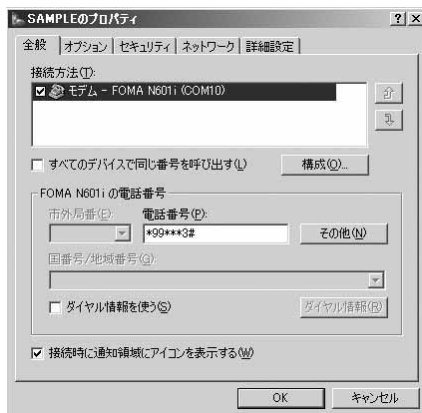 SAMPLEのプロパティ
全般 オプション セキュリティ ネットワーク 詳細設定
接続方法(T):
モデム - FOMA N601i (COM10)
すべてのデバイスで同じ番号を呼び出す(L) 構成(O)...
FOMA N601i の電話番号
市外局番(E): 電話番号(P):
*99***3# その他(N)
国番号/地域番号(G):
ダイヤル情報を使う(S) ダイヤル情報(R)
接続時に通知領域にアイコンを表示する(W)
OK キャンセル